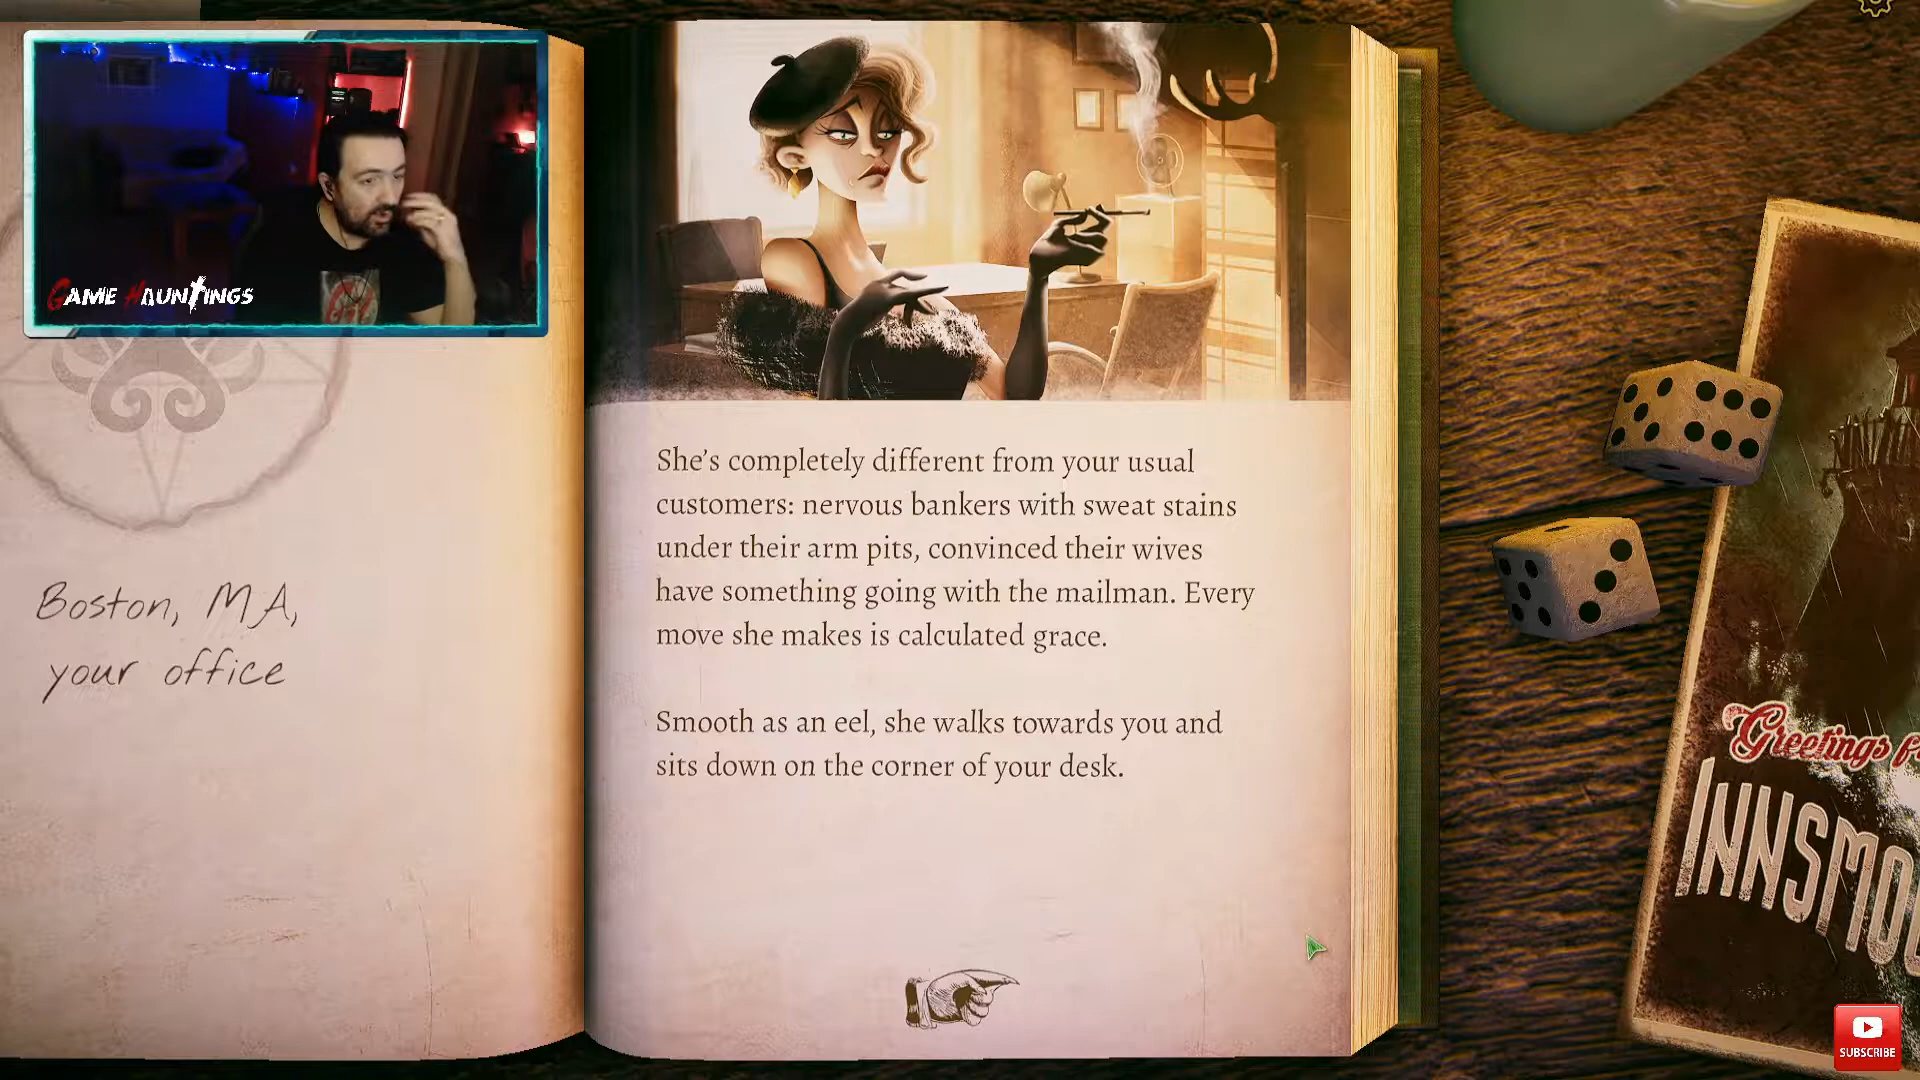 GAME HAUNTINGS
Boston, MA,
your office
She's completely different from your usual
customers: nervous bankers with sweat stains
under their arm pits, convinced their wives
have something going with the mailman. Every
move she makes is calculated grace.
Smooth as an eel, she walks towards you and
sits down on the corner of your desk.
Greetings
SUBSCRIBE